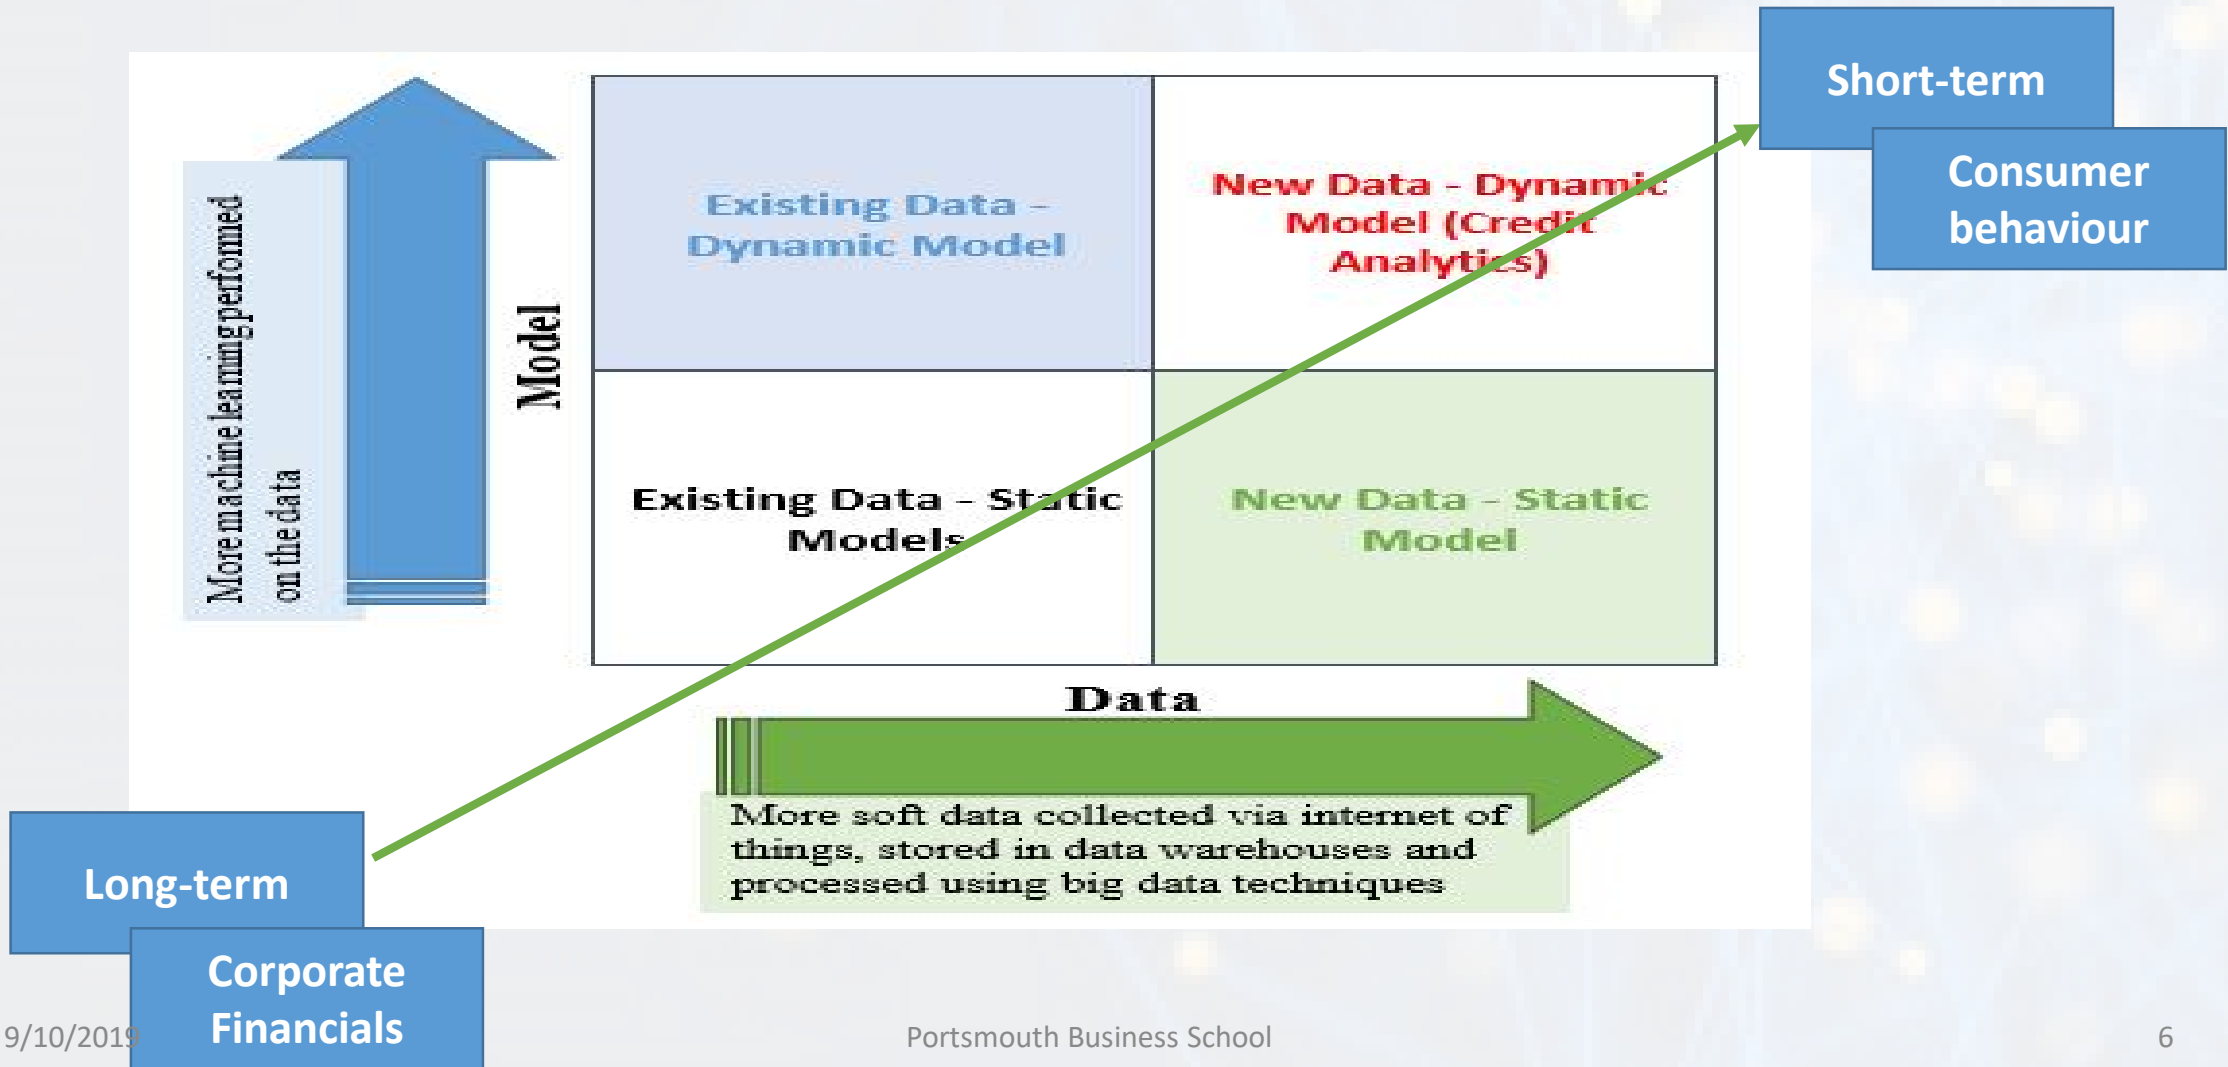 Short-term
Consumer
behaviour
More machine learning performed
on the data
Model
Existing Data -
Dynamic Model
New Data - Dynamic
Model (Credit
Analytics)
Existing Data - Static
Models
New Data - Static
Model
Data
More soft data collected via internet of
things, stored in data warehouses and
processed using big data techniques
Long-term
Corporate
Financials
9/10/2019
Portsmouth Business School
6